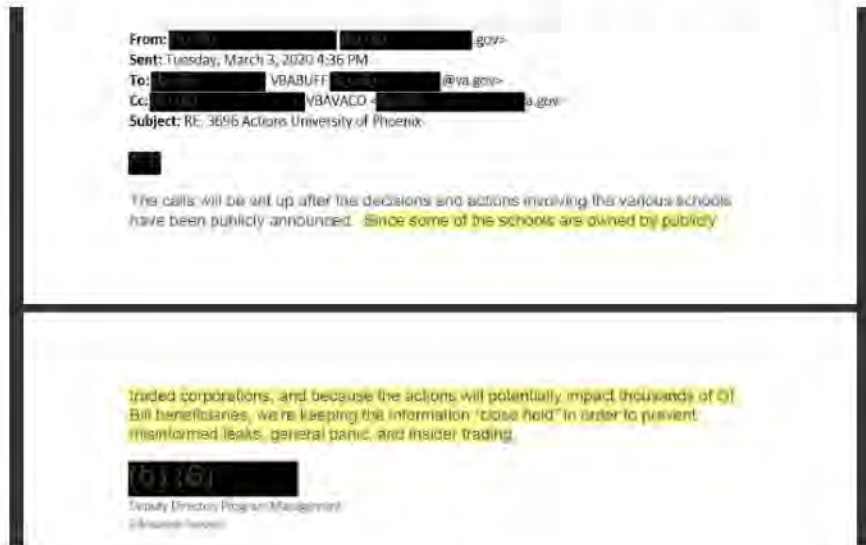 From: .gov>
Sent: Tuesday, March 3, 2020 4:36 PM
To: VBABUFF @va.gov>
Cc: VBAVACO < a.gov>
Subject: RE: 3696 Actions University of Phoenix
The calls will be set up after the decisions and actions involving the various schools
have been publicly announced. Since some of the schools are owned by publicly
traded corporations, and because the actions will potentially impact thousands of GI
Bill beneficiaries, we're keeping the information "close hold" in order to prevent
misinformed leaks, general panic, and insider trading.
(b) (6)
Deputy Director Program Management
Education Service